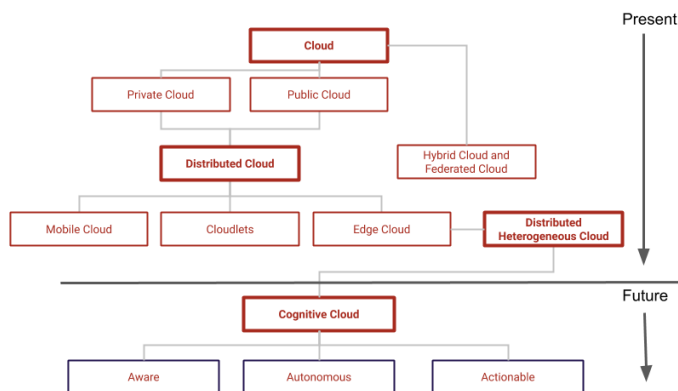 Present
Cloud
Private Cloud
Public Cloud
Distributed Cloud
Hybrid Cloud and
Federated Cloud
Mobile Cloud
Cloudlets
Edge Cloud
Distributed
Heterogeneous Cloud
Future
Cognitive Cloud
Aware
Autonomous
Actionable